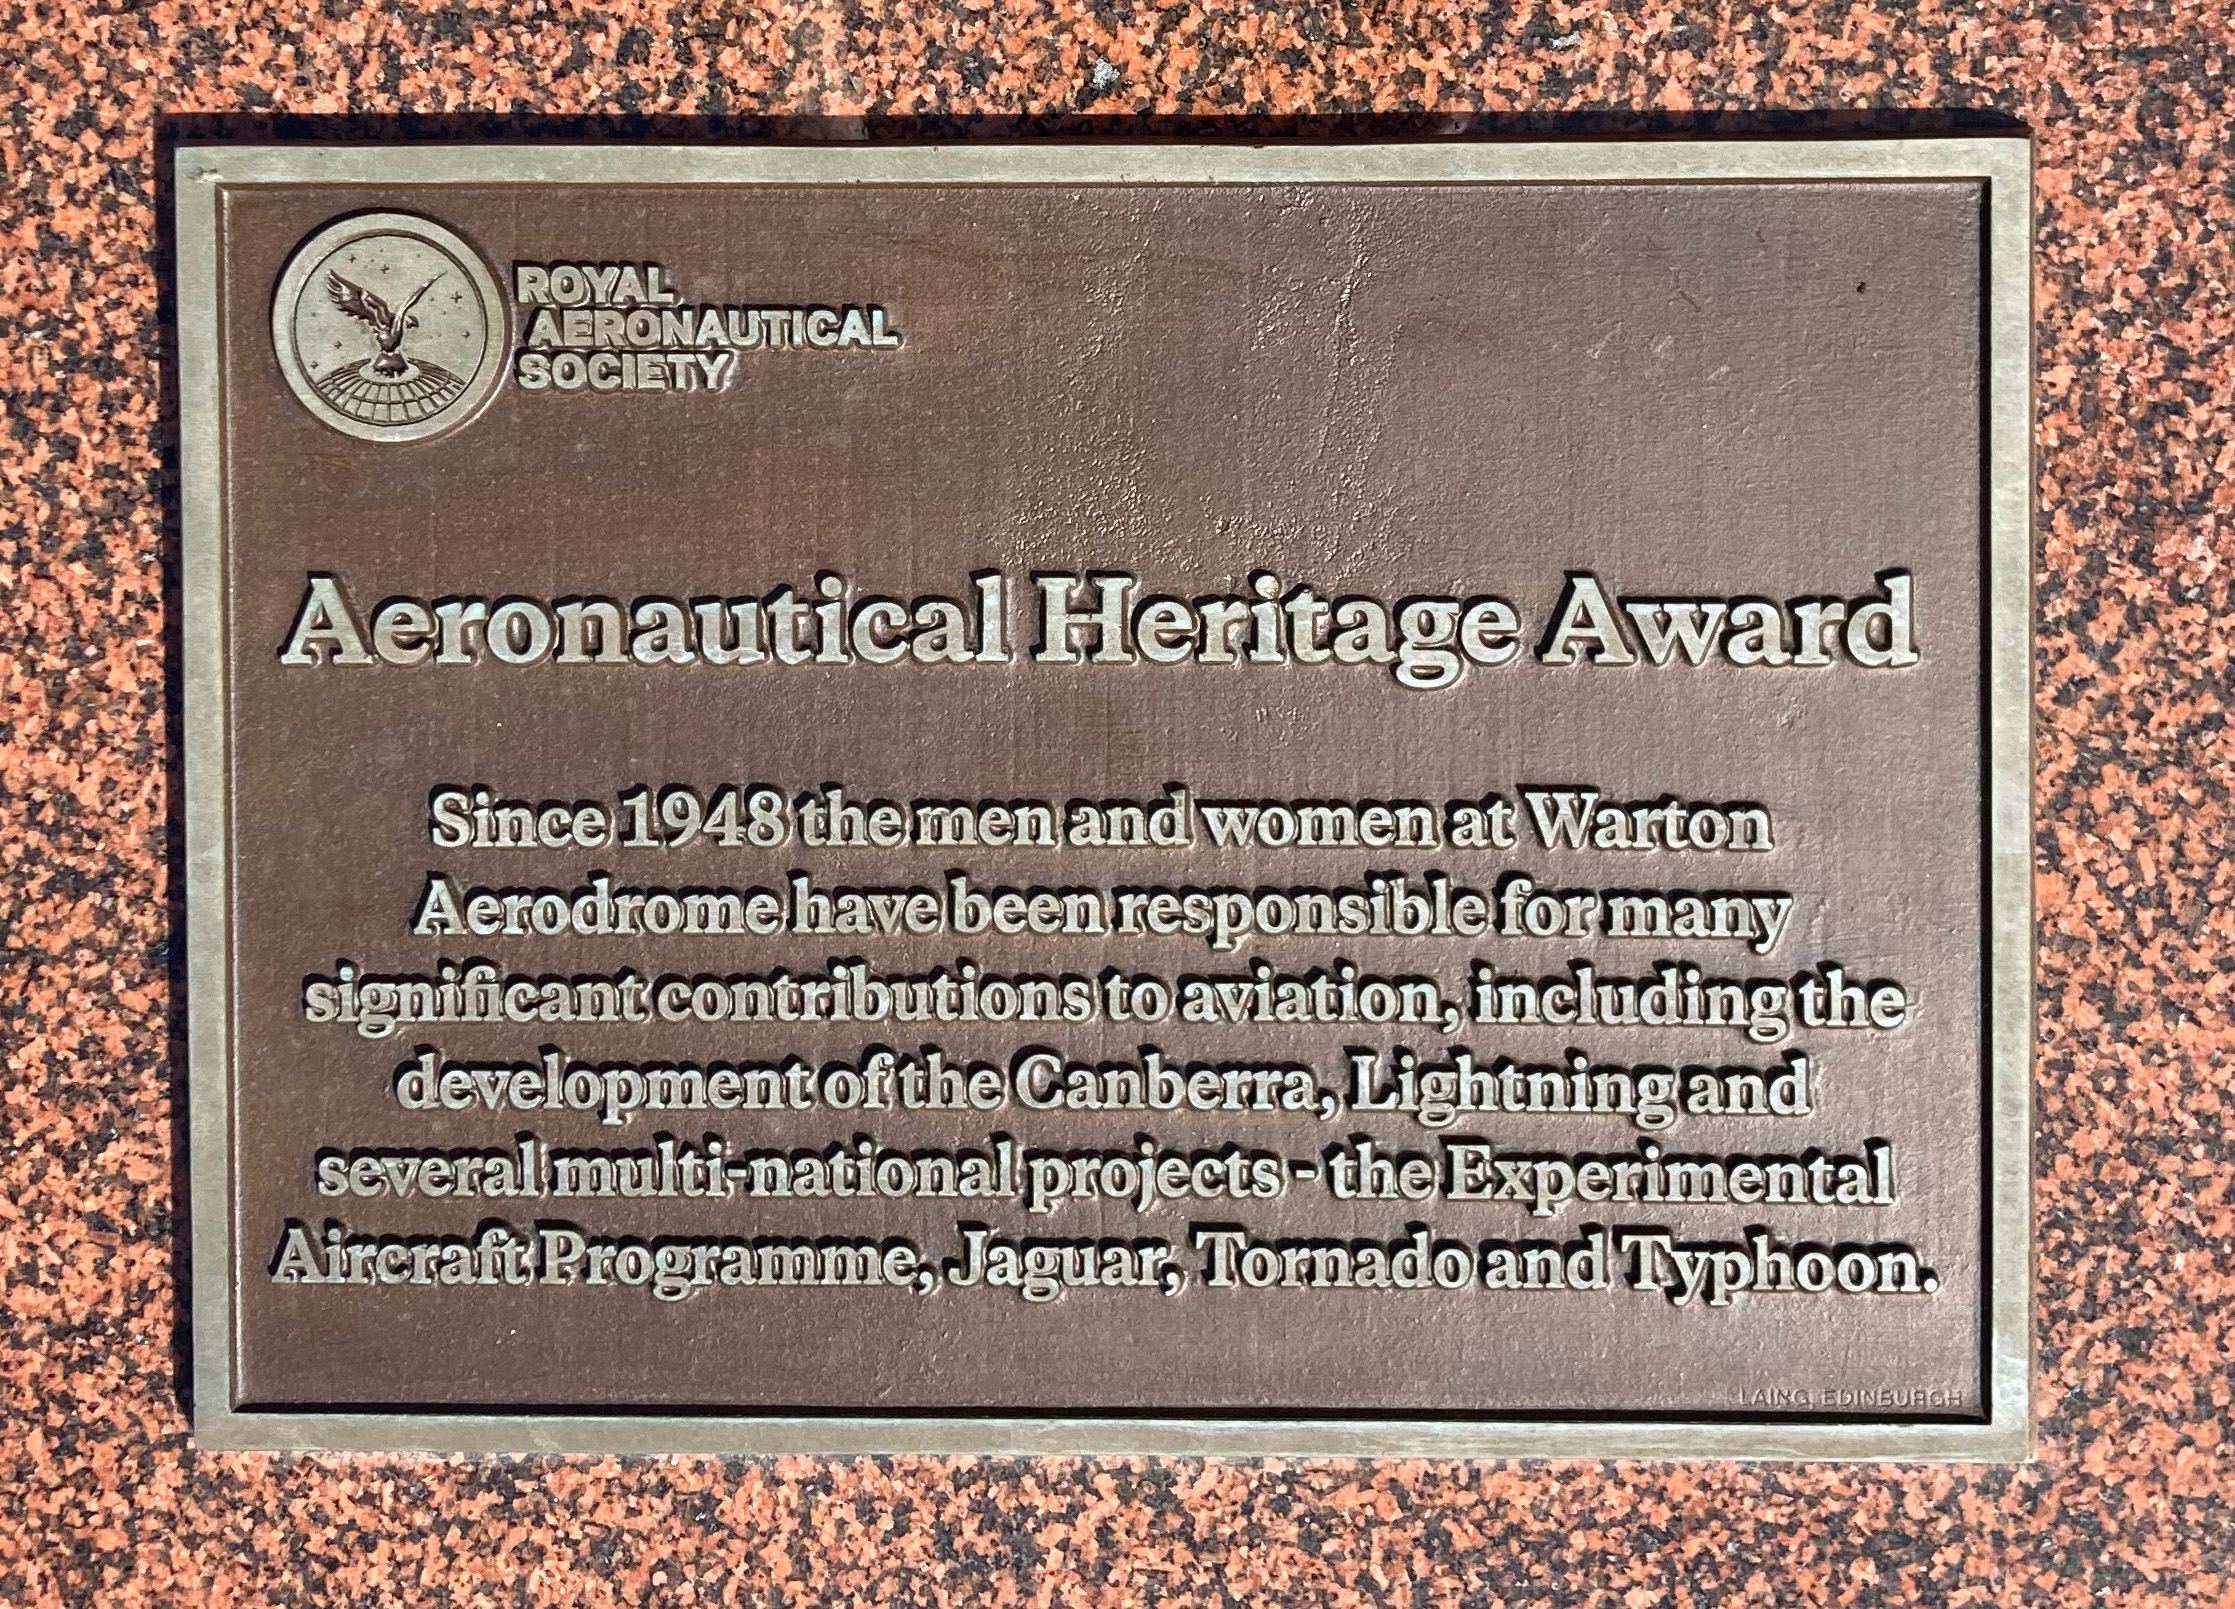 ROYAL
AERONAUTICAL
SOCIETY
Aeronautical Heritage Award
Since 1948 the men and women at Warton
Aerodrome have been responsible for many
significant contributions to aviation, including the
development of the Canberra, Lightning and
several multi-national projects - the Experimental
Aircraft Programme, Jaguar, Tornado and Typhoon.
LAING, EDINBURGH